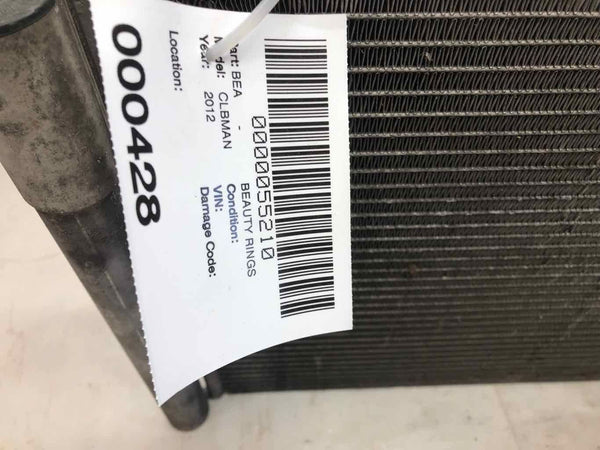 0000055210
Part: BEA - BEAUTY RINGS
Model: CLBMAN Condition:
Year: 2012 VIN:
Damage Code:
Location:
000428